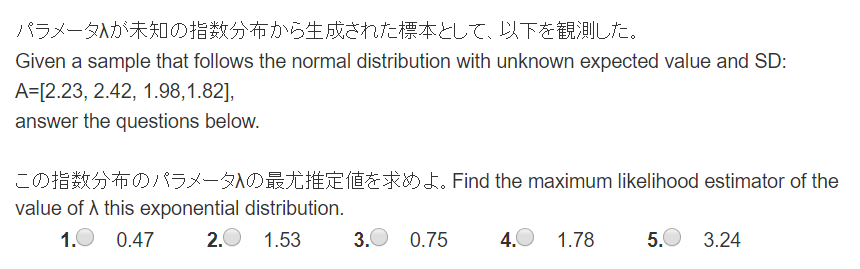 パラメータλが未知の指数分布から生成された標本として、以下を観測した。
Given a sample that follows the normal distribution with unknown expected value and SD:
A=[2.23, 2.42, 1.98,1.82],
answer the questions below.
この指数分布のパラメータλの最尤推定値を求めよ。Find the maximum likelihood estimator of the
value of λ this exponential distribution.
1. 0.47 2. 1.53 3. 0.75 4. 1.78 5. 3.24